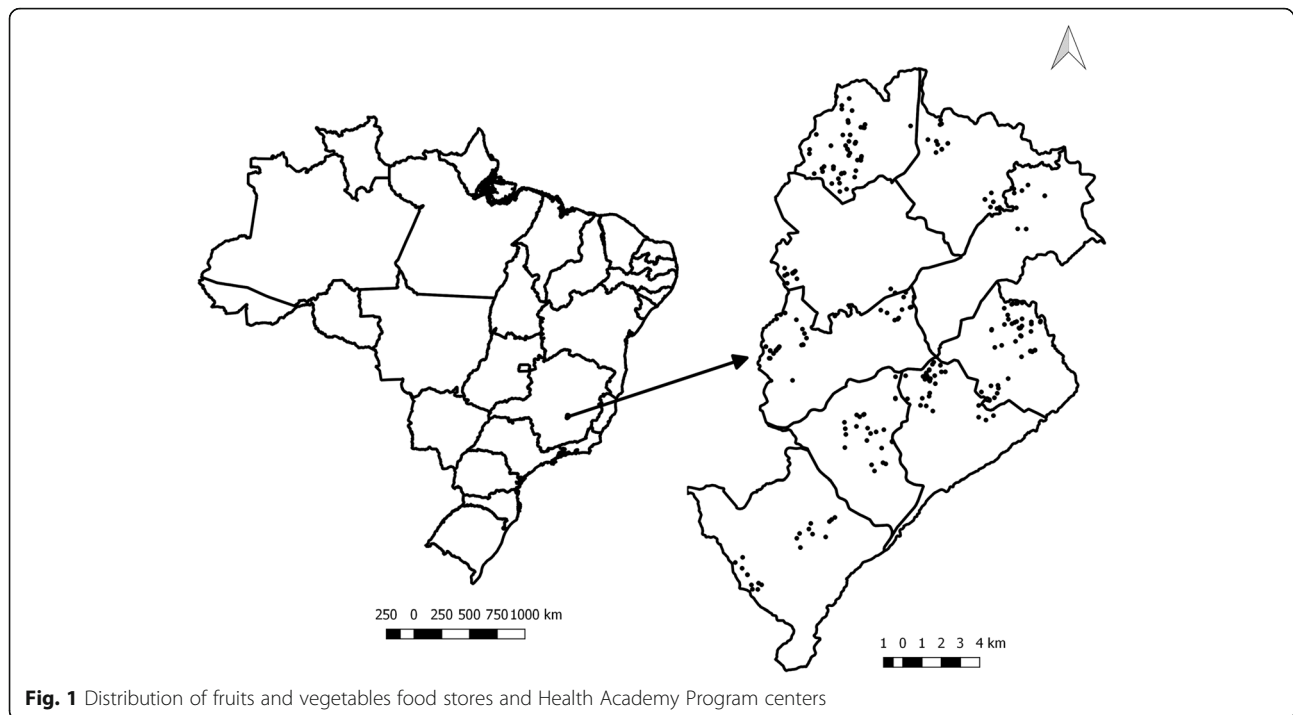 250 0 250 500 750 1000 km
1 0 1 2 3 4 km
Fig. 1 Distribution of fruits and vegetables food stores and Health Academy Program centers